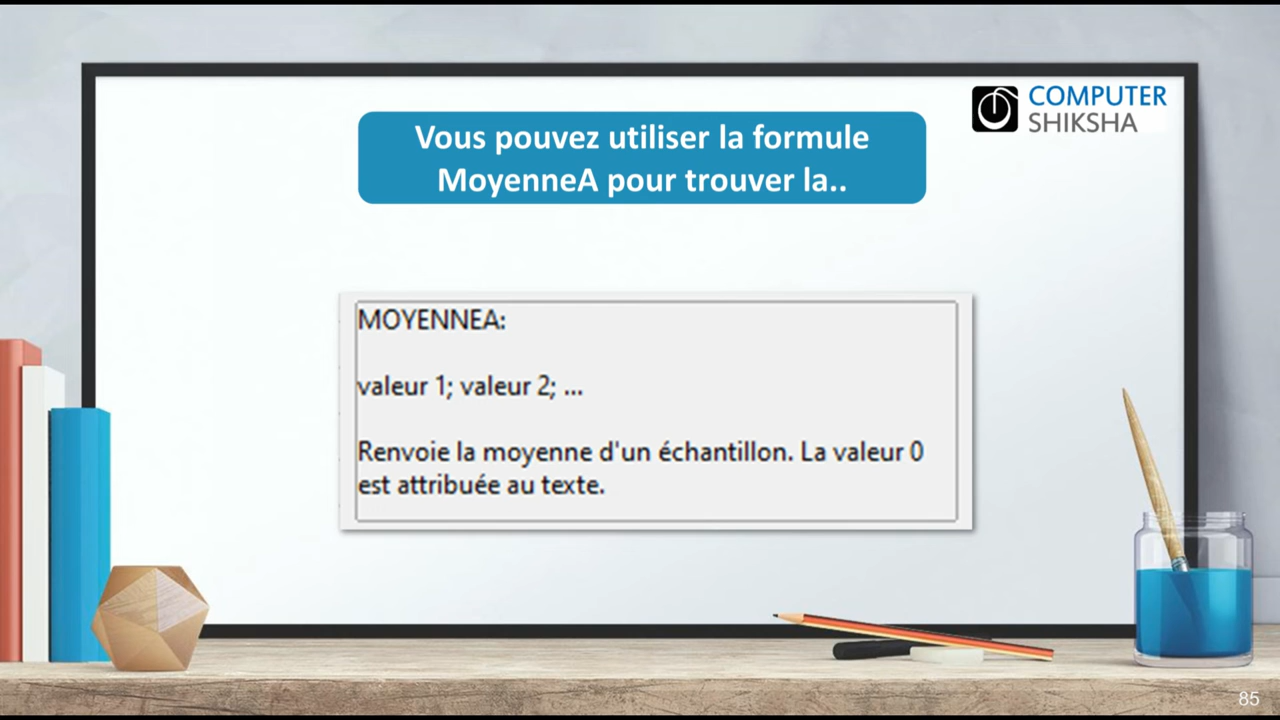 COMPUTER
SHIKSHA
Vous pouvez utiliser la formule
MoyenneA pour trouver la..
MOYENNEA:
valeur 1; valeur 2; ...
Renvoie la moyenne d'un échantillon. La valeur 0
est attribuée au texte.
85